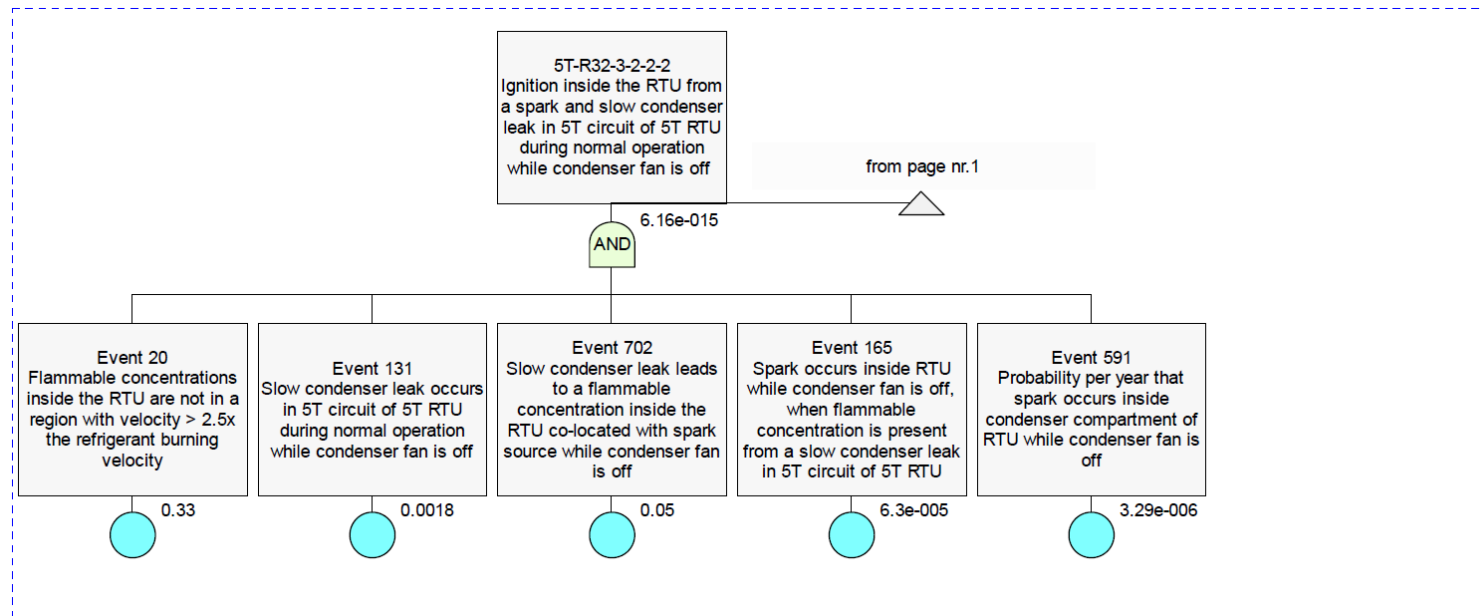 5T-R32-3-2-2-2
Ignition inside the RTU from
a spark and slow condenser
leak in 5T circuit of 5T RTU
during normal operation
while condenser fan is off
from page nr.1
6.16e-015
AND
Event 20
Flammable concentrations
inside the RTU are not in a
region with velocity > 2.5x
the refrigerant burning
velocity
0.33
Event 131
Slow condenser leak occurs
in 5T circuit of 5T RTU
during normal operation
while condenser fan is off
0.0018
Event 702
Slow condenser leak leads
to a flammable
concentration inside the
RTU co-located with spark
source while condenser fan
is off
0.05
Event 165
Spark occurs inside RTU
while condenser fan is off,
when flammable
concentration is present
from a slow condenser leak
in 5T circuit of 5T RTU
6.3e-005
Event 591
Probability per year that
spark occurs inside
condenser compartment of
RTU while condenser fan is
off
3.29e-006